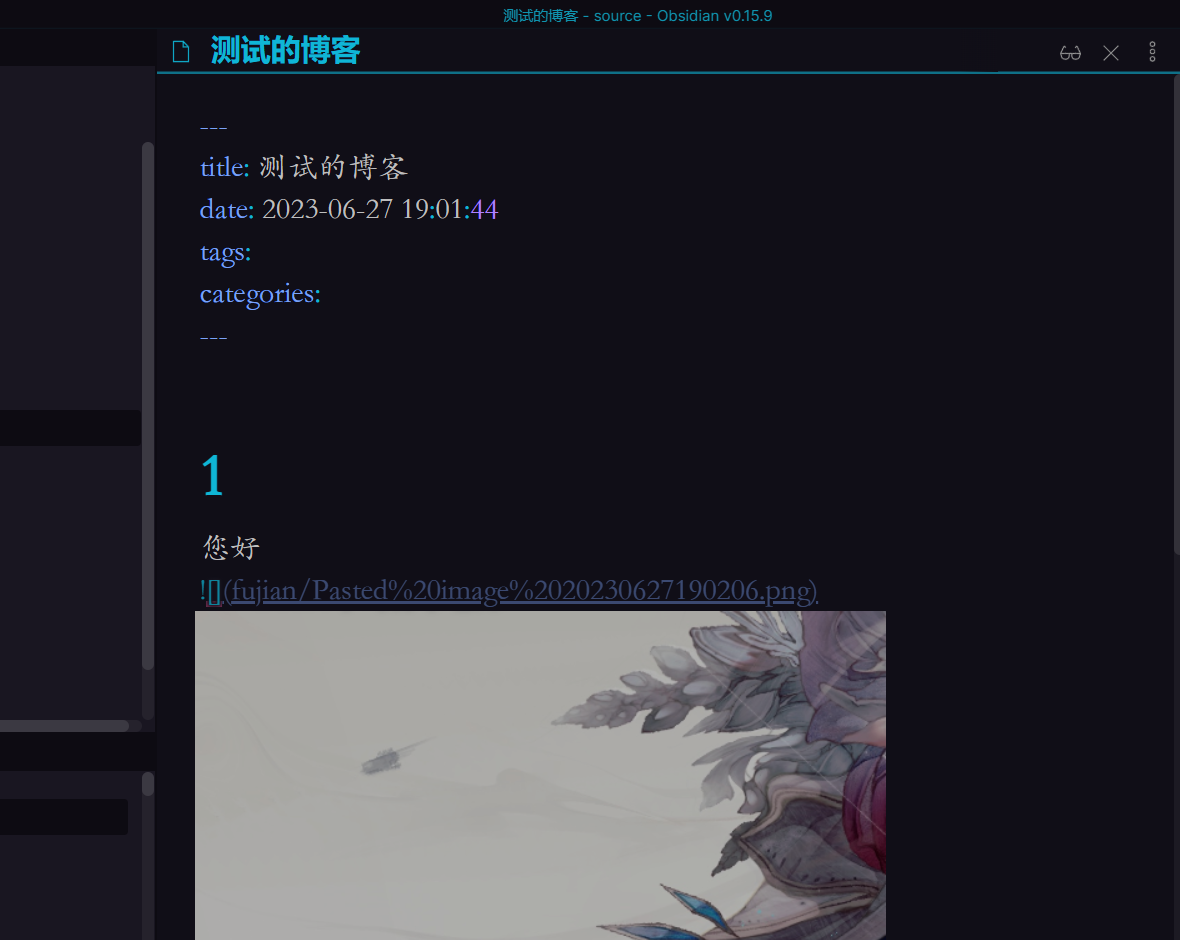 测试的博客 - source - Obsidian v0.15.9
测试的博客
---
title: 测试的博客
date: 2023-06-27 19:01:44
tags:
categories:
---
1
您好
![](fujian/Pasted%20image%2020230627190206.png)